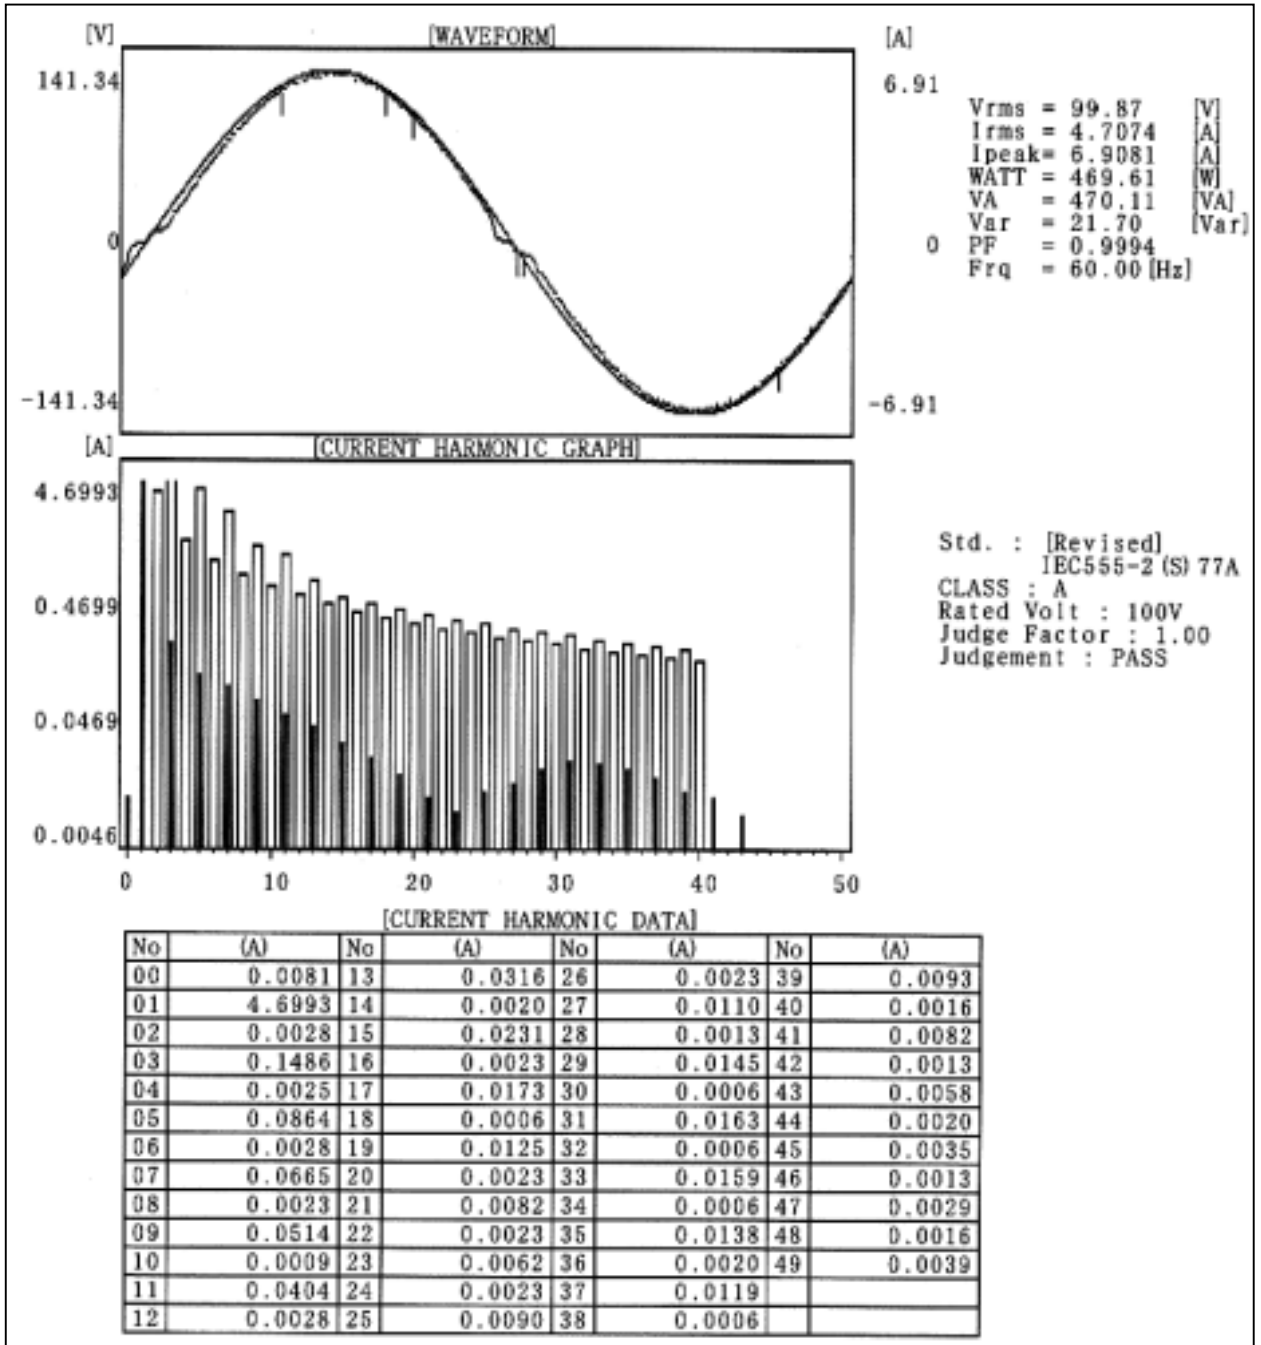 [V] [WAVEFORM] [A]
141.34 6.91
Vrms = 99.87 [V]
Irms = 4.7074 [A]
Ipeak= 6.9081 [A]
WATT = 469.61 [W]
VA = 470.11 [VA]
Var = 21.70 [Var]
0 0 PF = 0.9994
Frq = 60.00 [Hz]
-141.34 -6.91
[A] [CURRENT HARMONIC GRAPH]
4.6993
0.4699
0.0469
0.0046
0 10 20 30 40 50
Std. : [Revised]
IEC555-2(S)77A
CLASS : A
Rated Volt : 100V
Judge Factor : 1.00
Judgement : PASS
[CURRENT HARMONIC DATA]
No (A) No (A) No (A) No (A)
00 0.0081 13 0.0316 26 0.0023 39 0.0093
01 4.6993 14 0.0020 27 0.0110 40 0.0016
02 0.0028 15 0.0231 28 0.0013 41 0.0082
03 0.1486 16 0.0023 29 0.0145 42 0.0013
04 0.0025 17 0.0173 30 0.0006 43 0.0058
05 0.0864 18 0.0006 31 0.0163 44 0.0020
06 0.0028 19 0.0125 32 0.0006 45 0.0035
07 0.0665 20 0.0023 33 0.0159 46 0.0013
08 0.0023 21 0.0082 34 0.0006 47 0.0029
09 0.0514 22 0.0023 35 0.0138 48 0.0016
10 0.0009 23 0.0062 36 0.0020 49 0.0039
11 0.0404 24 0.0023 37 0.0119
12 0.0028 25 0.0090 38 0.0006